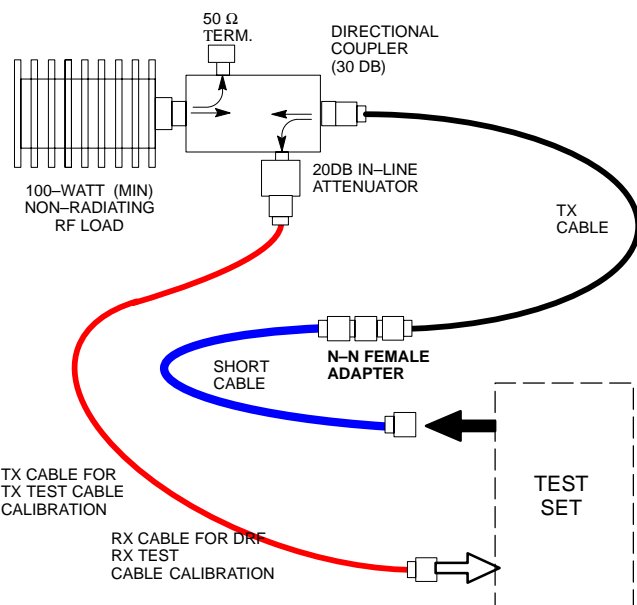 50 Ω
TERM.
DIRECTIONAL
COUPLER
(30 DB)
100–WATT (MIN)
NON–RADIATING
RF LOAD
20DB IN–LINE
ATTENUATOR
TX
CABLE
N–N FEMALE
ADAPTER
SHORT
CABLE
TEST
SET
TX CABLE FOR
TX TEST CABLE
CALIBRATION
RX CABLE FOR DRF
RX TEST
CABLE CALIBRATION